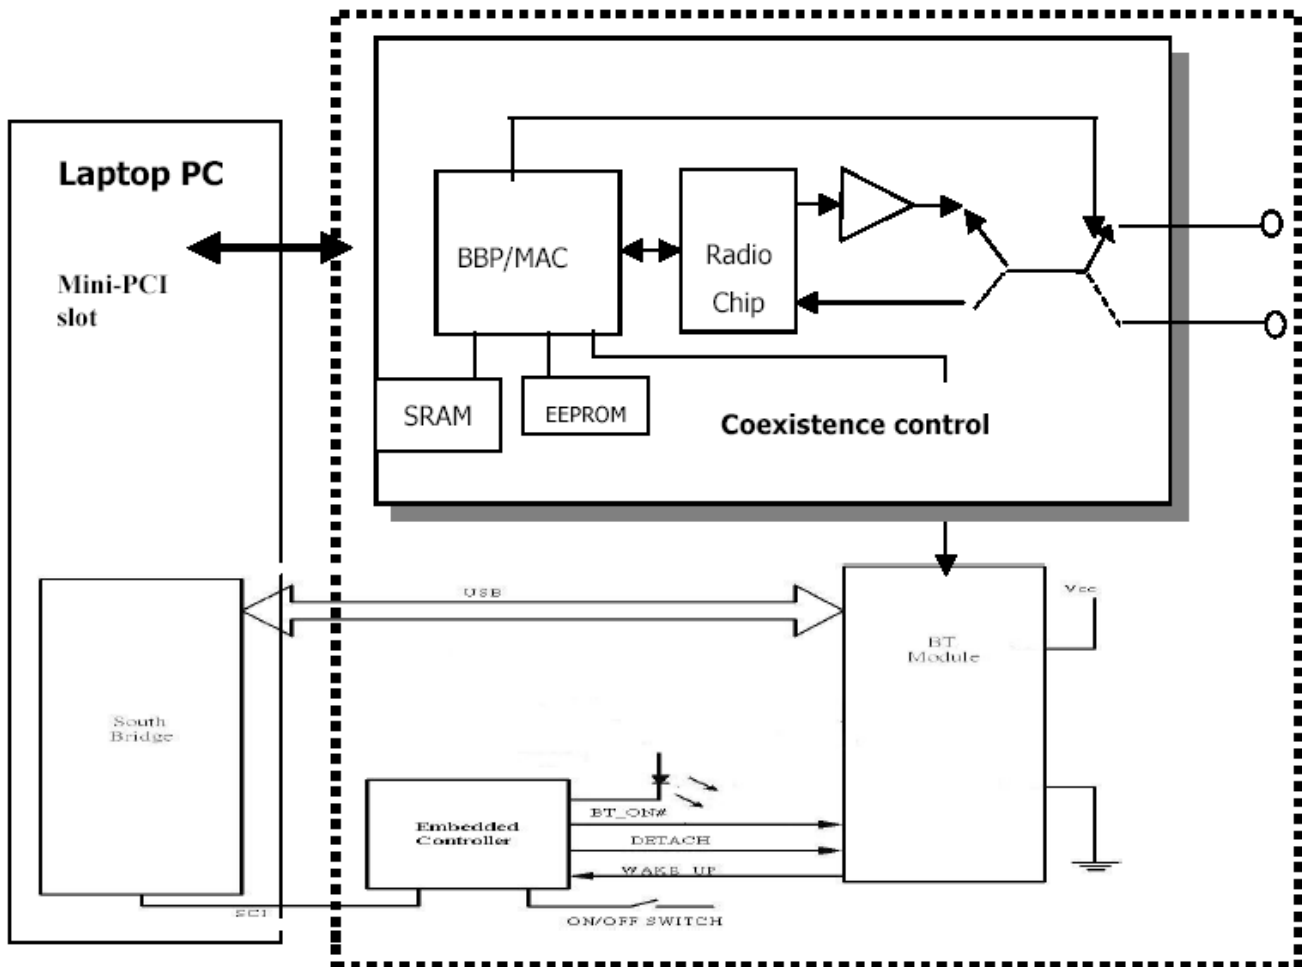 Laptop PC
Mini-PCI
slot
BBP/MAC
Radio
Chip
SRAM
EEPROM
Coexistence control
USB
Vcc
BT
Module
South
Bridge
BT_ON#
Embedded
Controller
DETACH
WAKE_UP
SCI
ON/OFF SWITCH